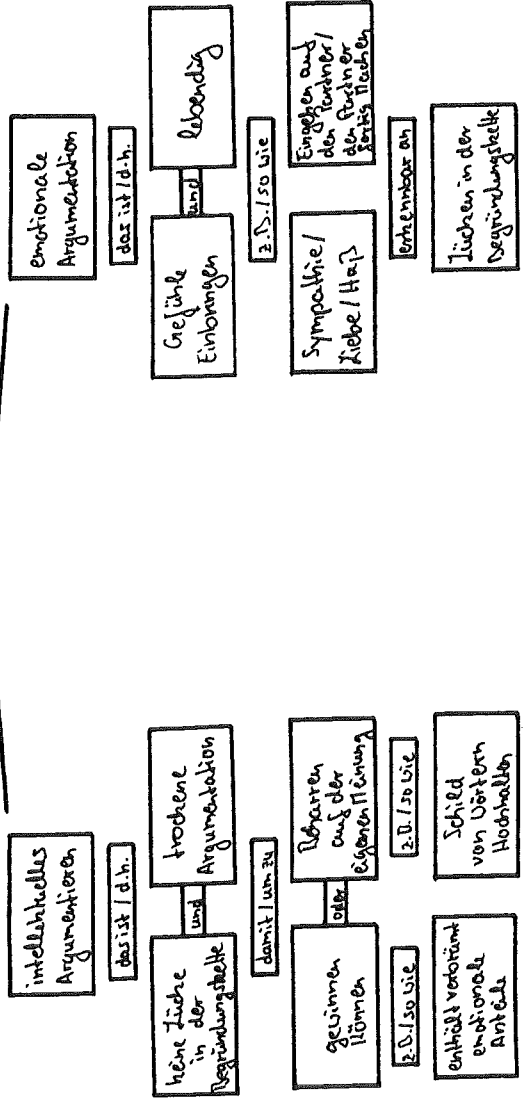 intellektuelles
Argumentieren
das ist / d.h.
keine Lücke
in der
Begründungskette
und
trockene
Argumentation
damit / um zu
gewinnen
können
oder
Beharren
auf der
eigenen Meinung
z.B. / so wie
z.B. / so wie
enthält verbrämt
emotionale
Anteile
Schild
von Wörtern
Hochhalten
emotionale
Argumentation
das ist / d.h.
Gefühle
Einbringen
und
lebendig
z.B. / so wie
Sympathie /
Liebe / Haß
Eingehen auf
den Partner /
den Partner
fertig Machen
erkennbar an
Lücken in der
Begründungskette